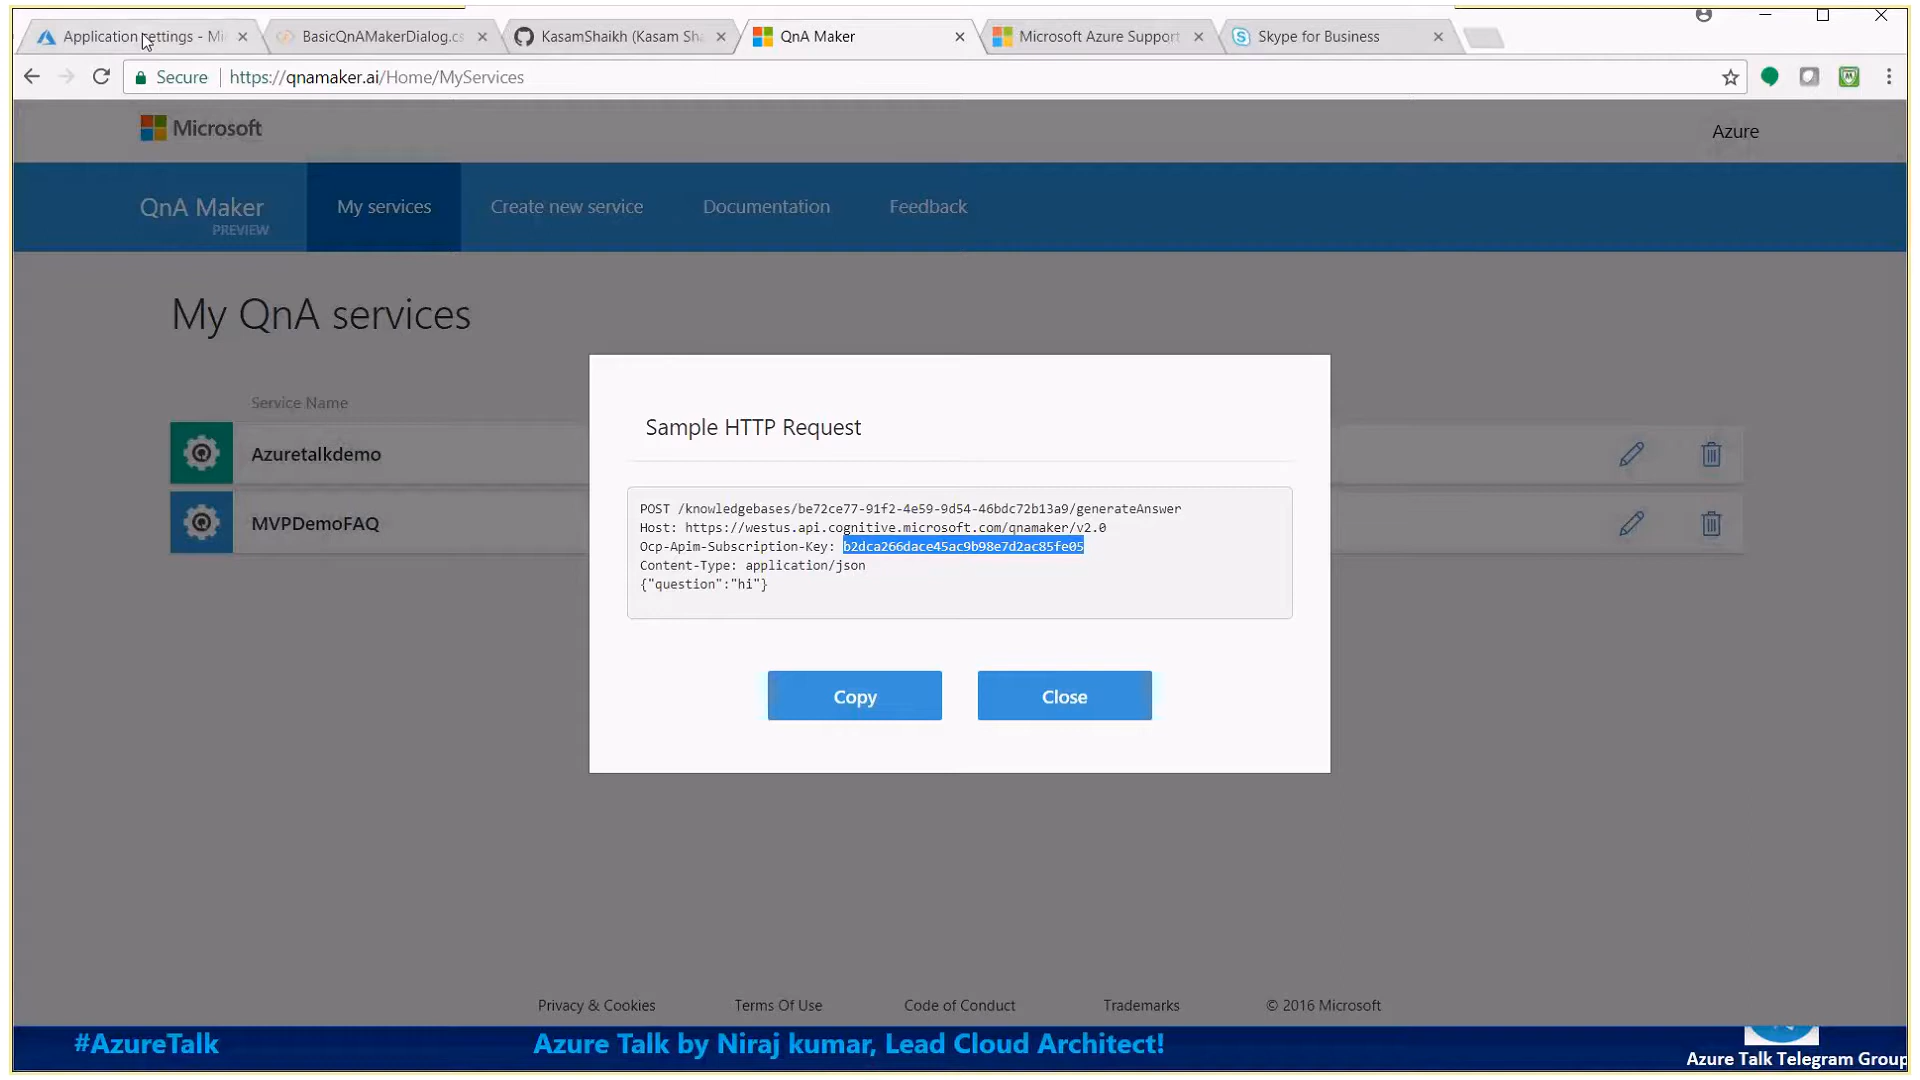 Application settings - Mi
BasicQnAMakerDialog.cs
KasamShaikh (Kasam Sha
QnA Maker
Microsoft Azure Support
Skype for Business
Secure
https://qnamaker.ai/Home/MyServices
Microsoft
Azure
QnA Maker
PREVIEW
My services
Create new service
Documentation
Feedback
My QnA services
Service Name
Azuretalkdemo
MVPDemoFAQ
Sample HTTP Request
POST /knowledgebases/be72ce77-91f2-4e59-9d54-46bdc72b13a9/generateAnswer
Host: https://westus.api.cognitive.microsoft.com/qnamaker/v2.0
Ocp-Apim-Subscription-Key: b2dca266dace45ac9b98e7d2ac85fe05
Content-Type: application/json
{"question":"hi"}
Copy
Close
Privacy & Cookies
Terms Of Use
Code of Conduct
Trademarks
© 2016 Microsoft
#AzureTalk
Azure Talk by Niraj kumar, Lead Cloud Architect!
Azure Talk Telegram Group